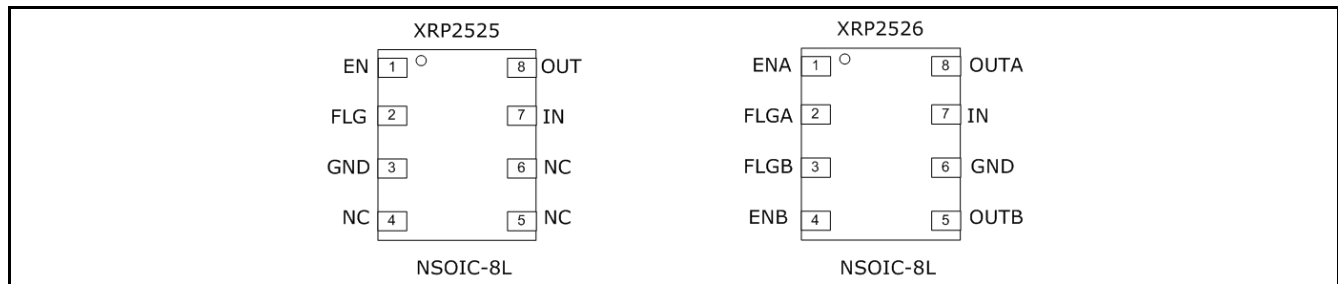 XRP2525
EN 1 8 OUT
FLG 2 7 IN
GND 3 6 NC
NC 4 5 NC
NSOIC-8L
XRP2526
ENA 1 8 OUTA
FLGA 2 7 IN
FLGB 3 6 GND
ENB 4 5 OUTB
NSOIC-8L